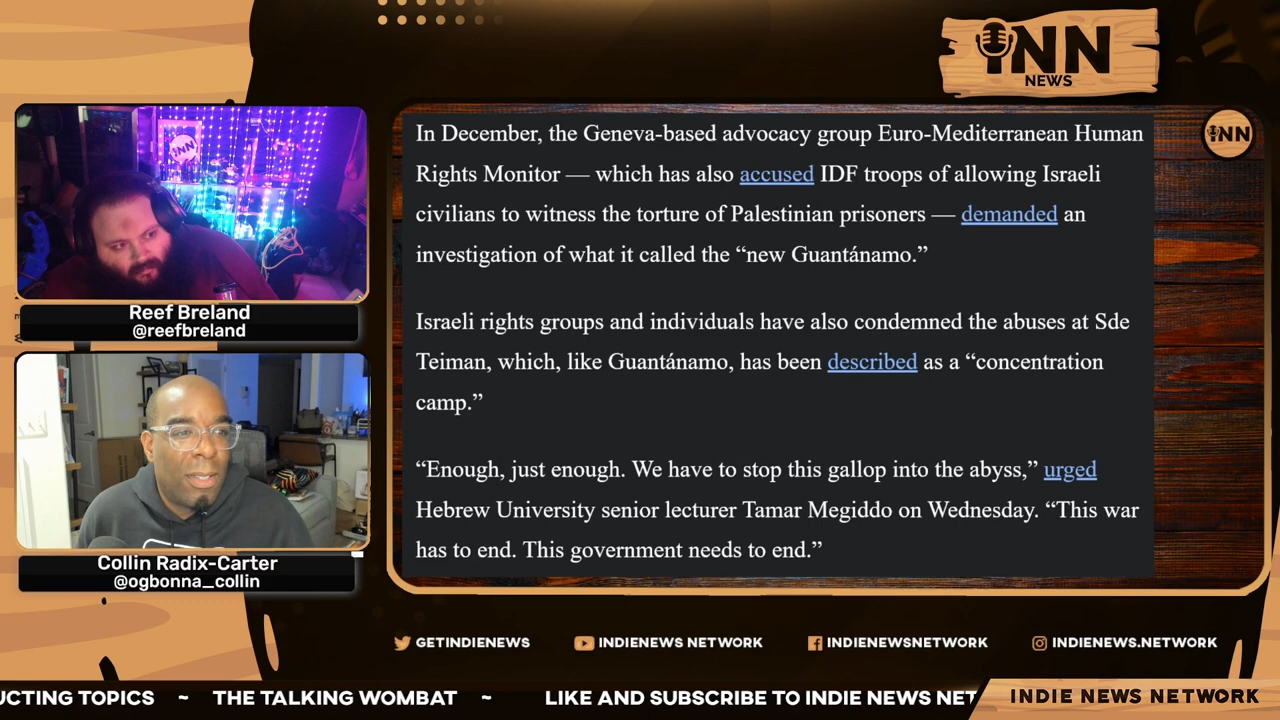 INN
NEWS
INN
In December, the Geneva-based advocacy group Euro-Mediterranean Human
Rights Monitor — which has also accused IDF troops of allowing Israeli
civilians to witness the torture of Palestinian prisoners — demanded an
investigation of what it called the “new Guantánamo.”
Israeli rights groups and individuals have also condemned the abuses at Sde
Teiman, which, like Guantánamo, has been described as a “concentration
camp.”
“Enough, just enough. We have to stop this gallop into the abyss,” urged
Hebrew University senior lecturer Tamar Megiddo on Wednesday. “This war
has to end. This government needs to end.”
INN
Reef Breland
@reefbreland
Collin Radix-Carter
@ogbonna_collin
GETINDIENEWS
INDIENEWS NETWORK
INDIENEWSNETWORK
INDIENEWS.NETWORK
UCTING TOPICS ~ THE TALKING WOMBAT ~ LIKE AND SUBSCRIBE TO INDIE NEWS NET
INDIE NEWS NETWORK